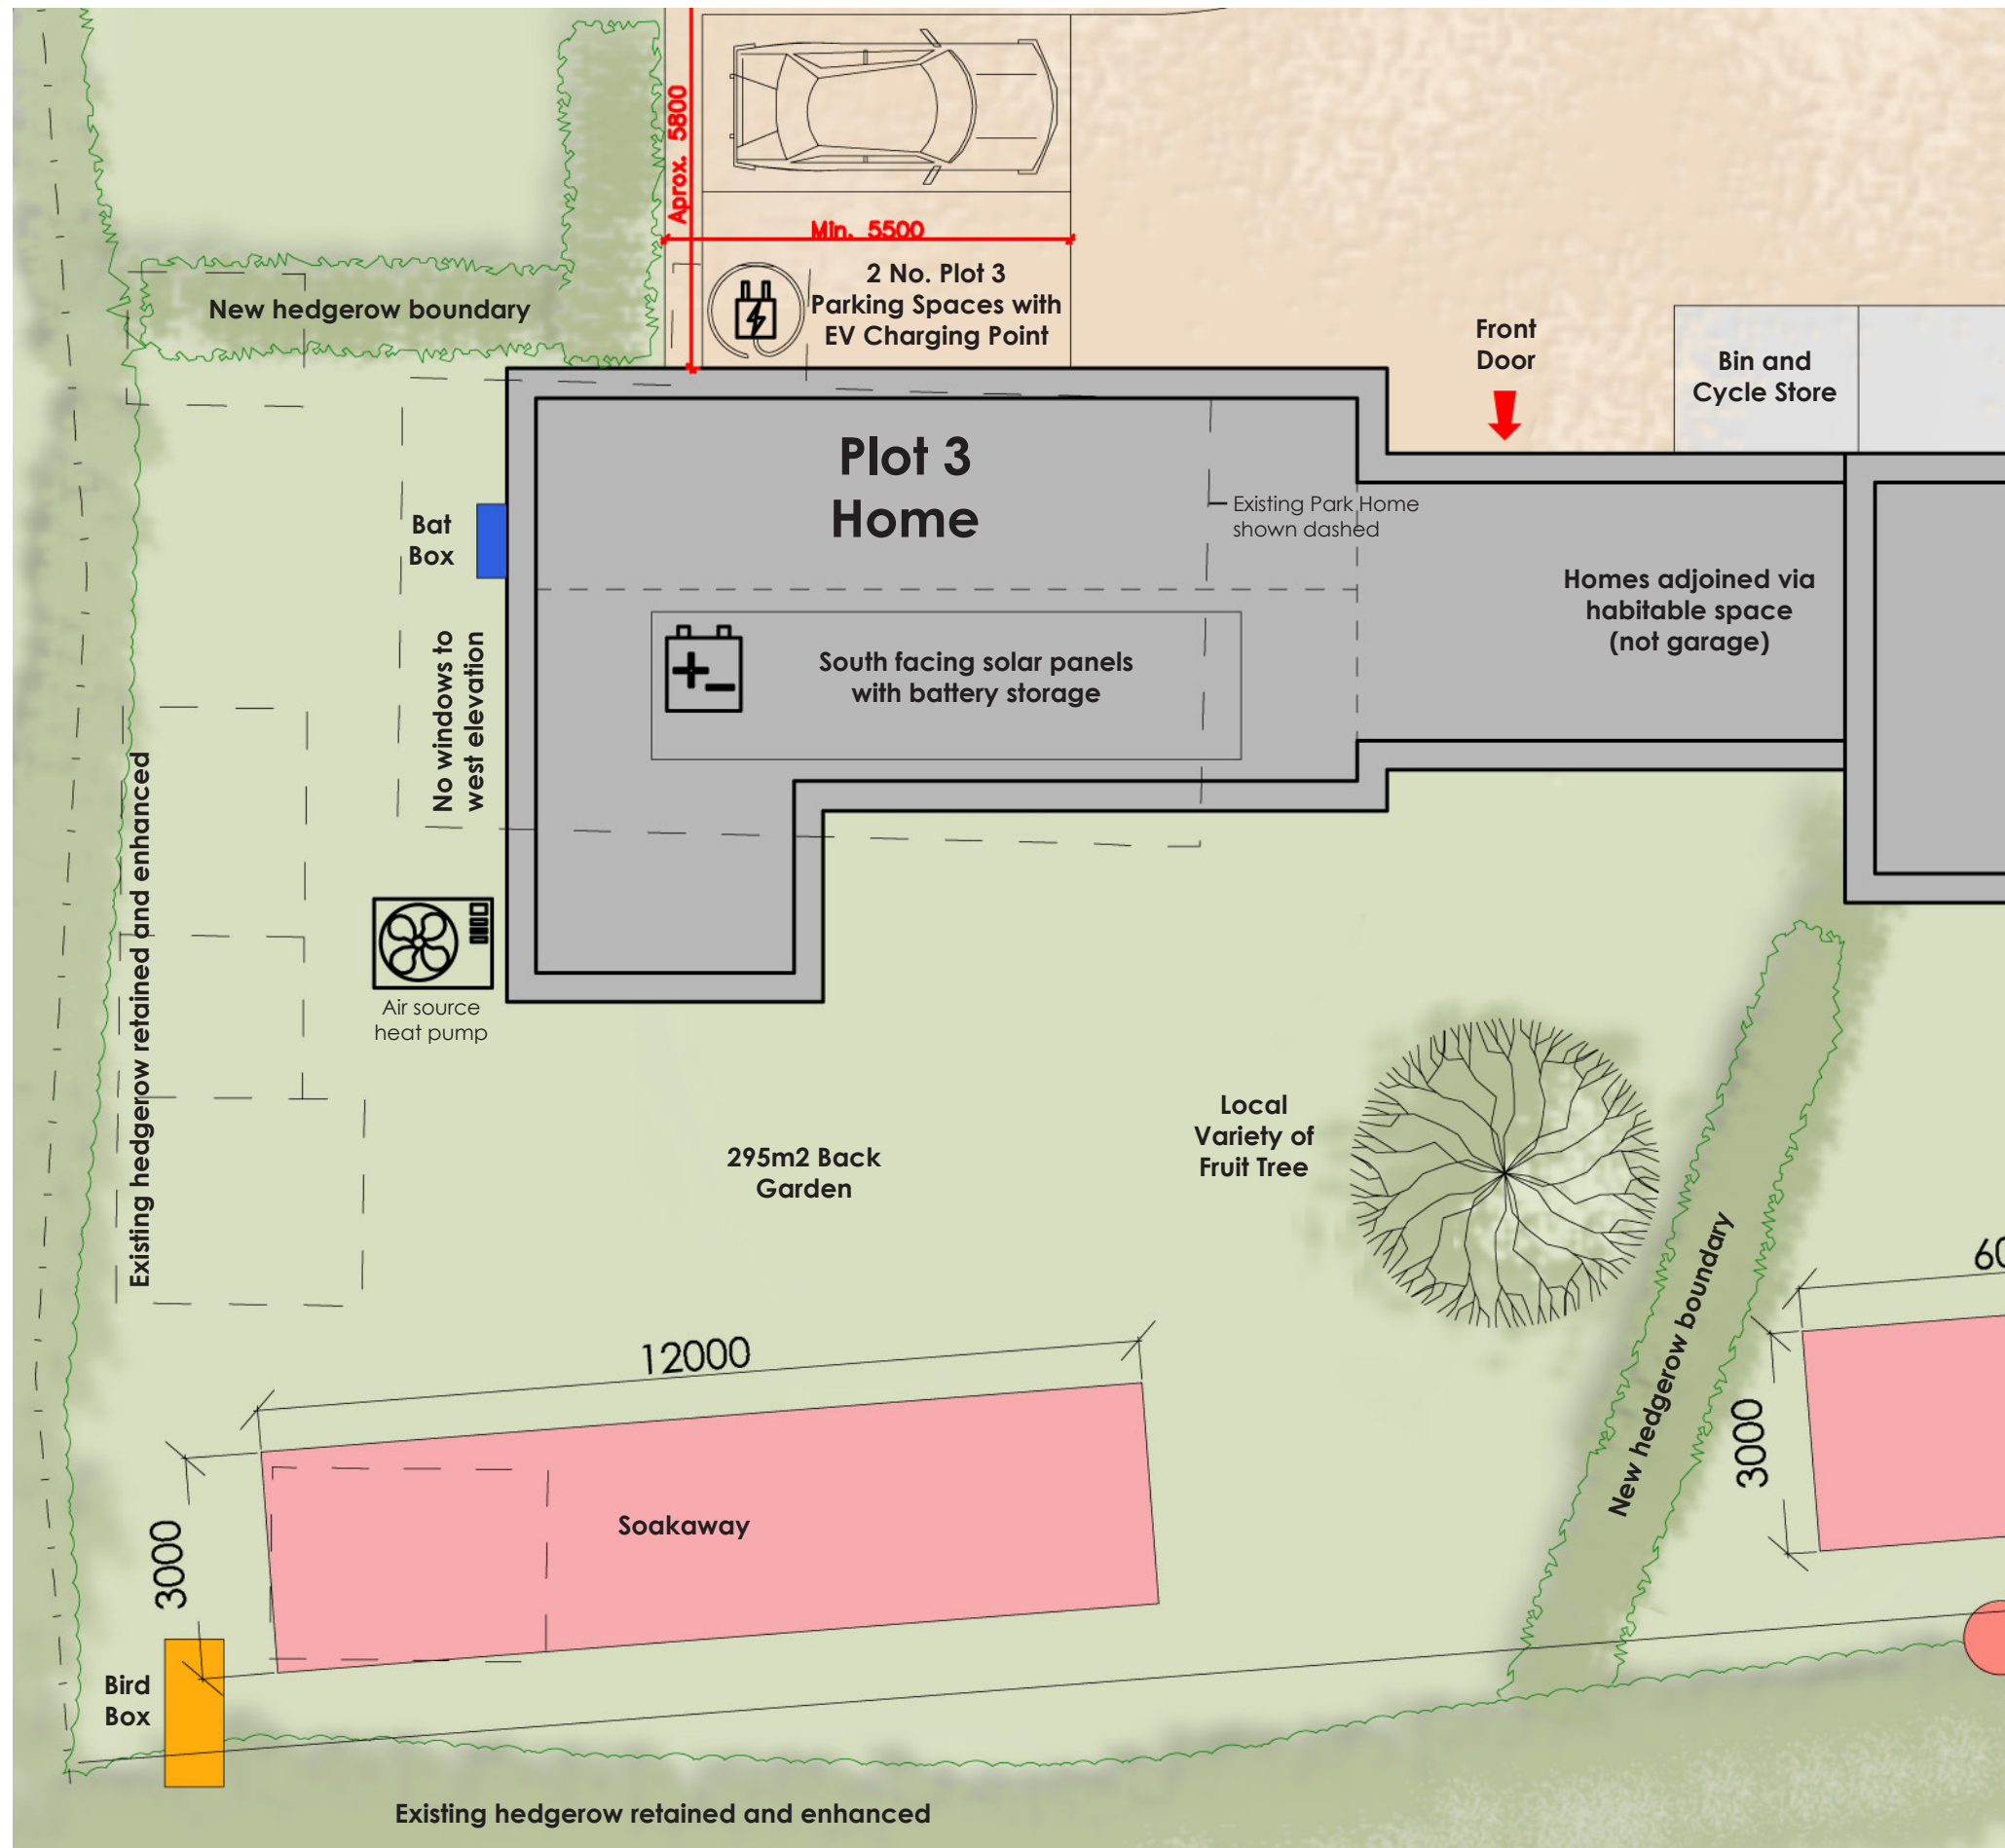 Aprox. 5800
Min. 5500
2 No. Plot 3
Parking Spaces with
EV Charging Point
New hedgerow boundary
Front
Door
Bin and
Cycle Store
Plot 3
Home
Existing Park Home
shown dashed
Bat
Box
Homes adjoined via
habitable space
(not garage)
No windows to
west elevation
South facing solar panels
with battery storage
Existing hedgerow retained and enhanced
Air source
heat pump
Local
Variety of
Fruit Tree
295m2 Back
Garden
New hedgerow boundary
12000
3000
Soakaway
3000
Bird
Box
Existing hedgerow retained and enhanced